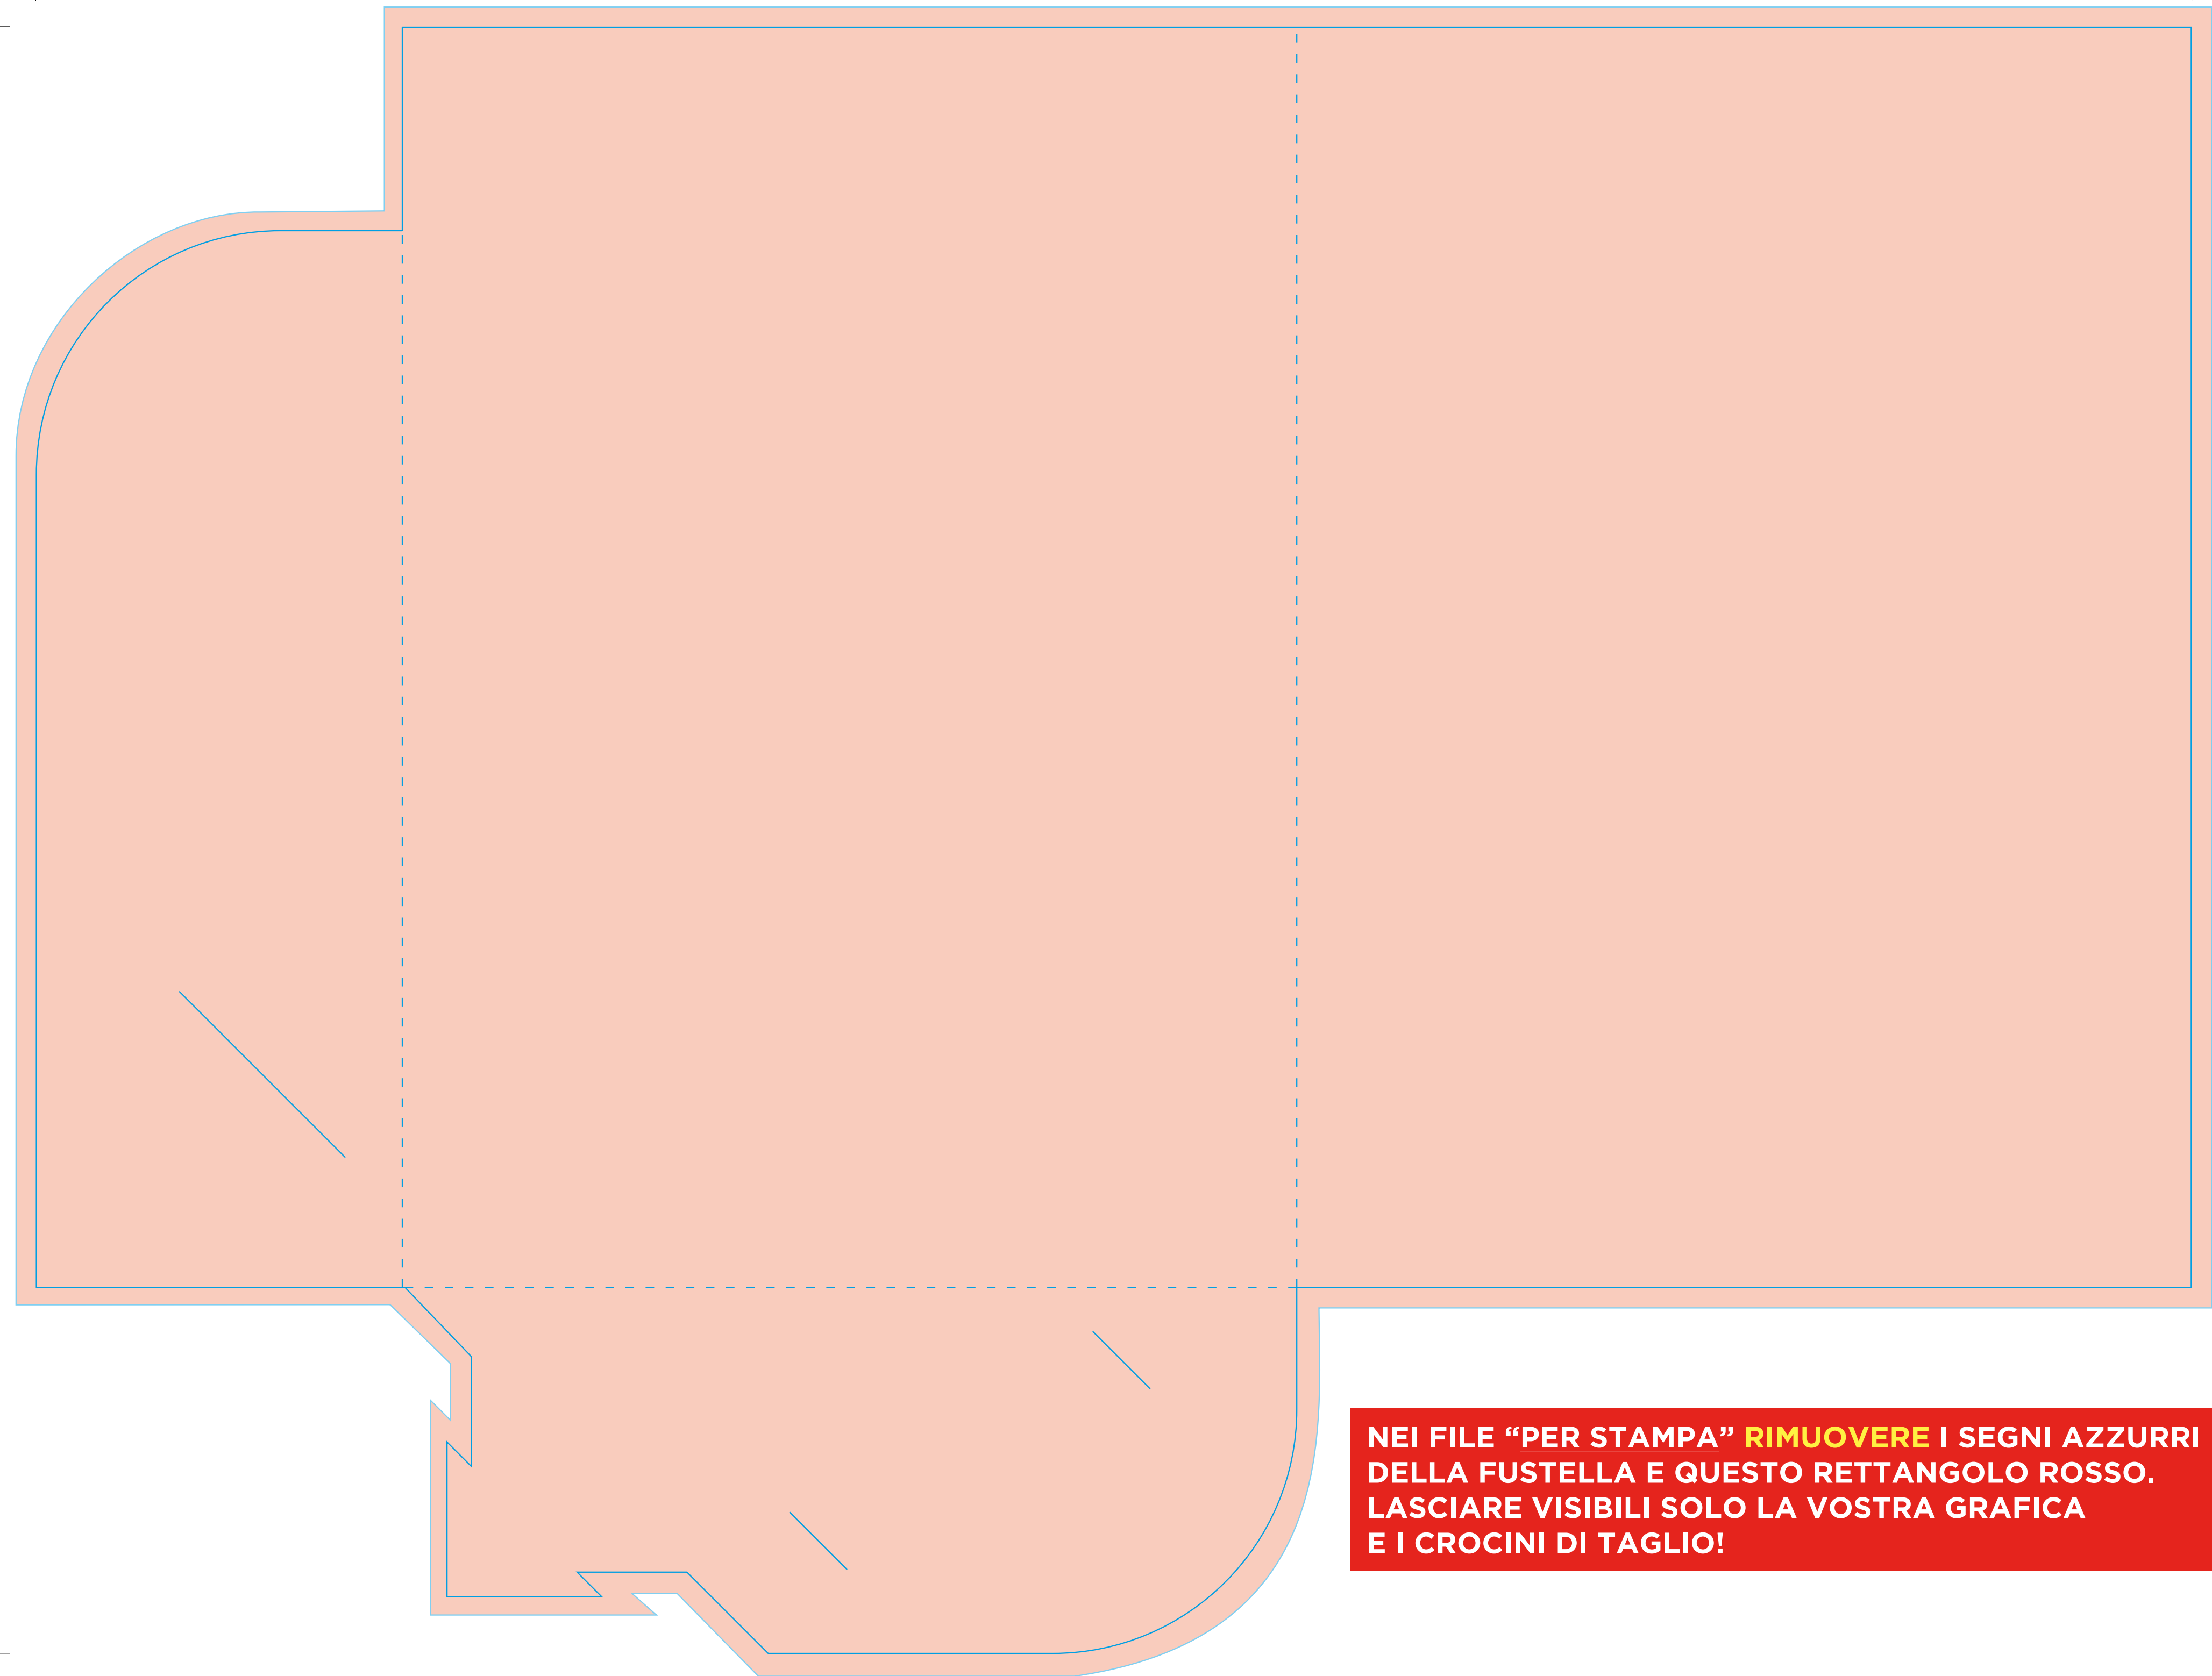 NEI FILE “PER STAMPA” RIMUOVERE I SEGNI AZZURRI
DELLA FUSTELLA E QUESTO RETTANGOLO ROSSO.
LASCIARE VISIBILI SOLO LA VOSTRA GRAFICA
E I CROCINI DI TAGLIO!